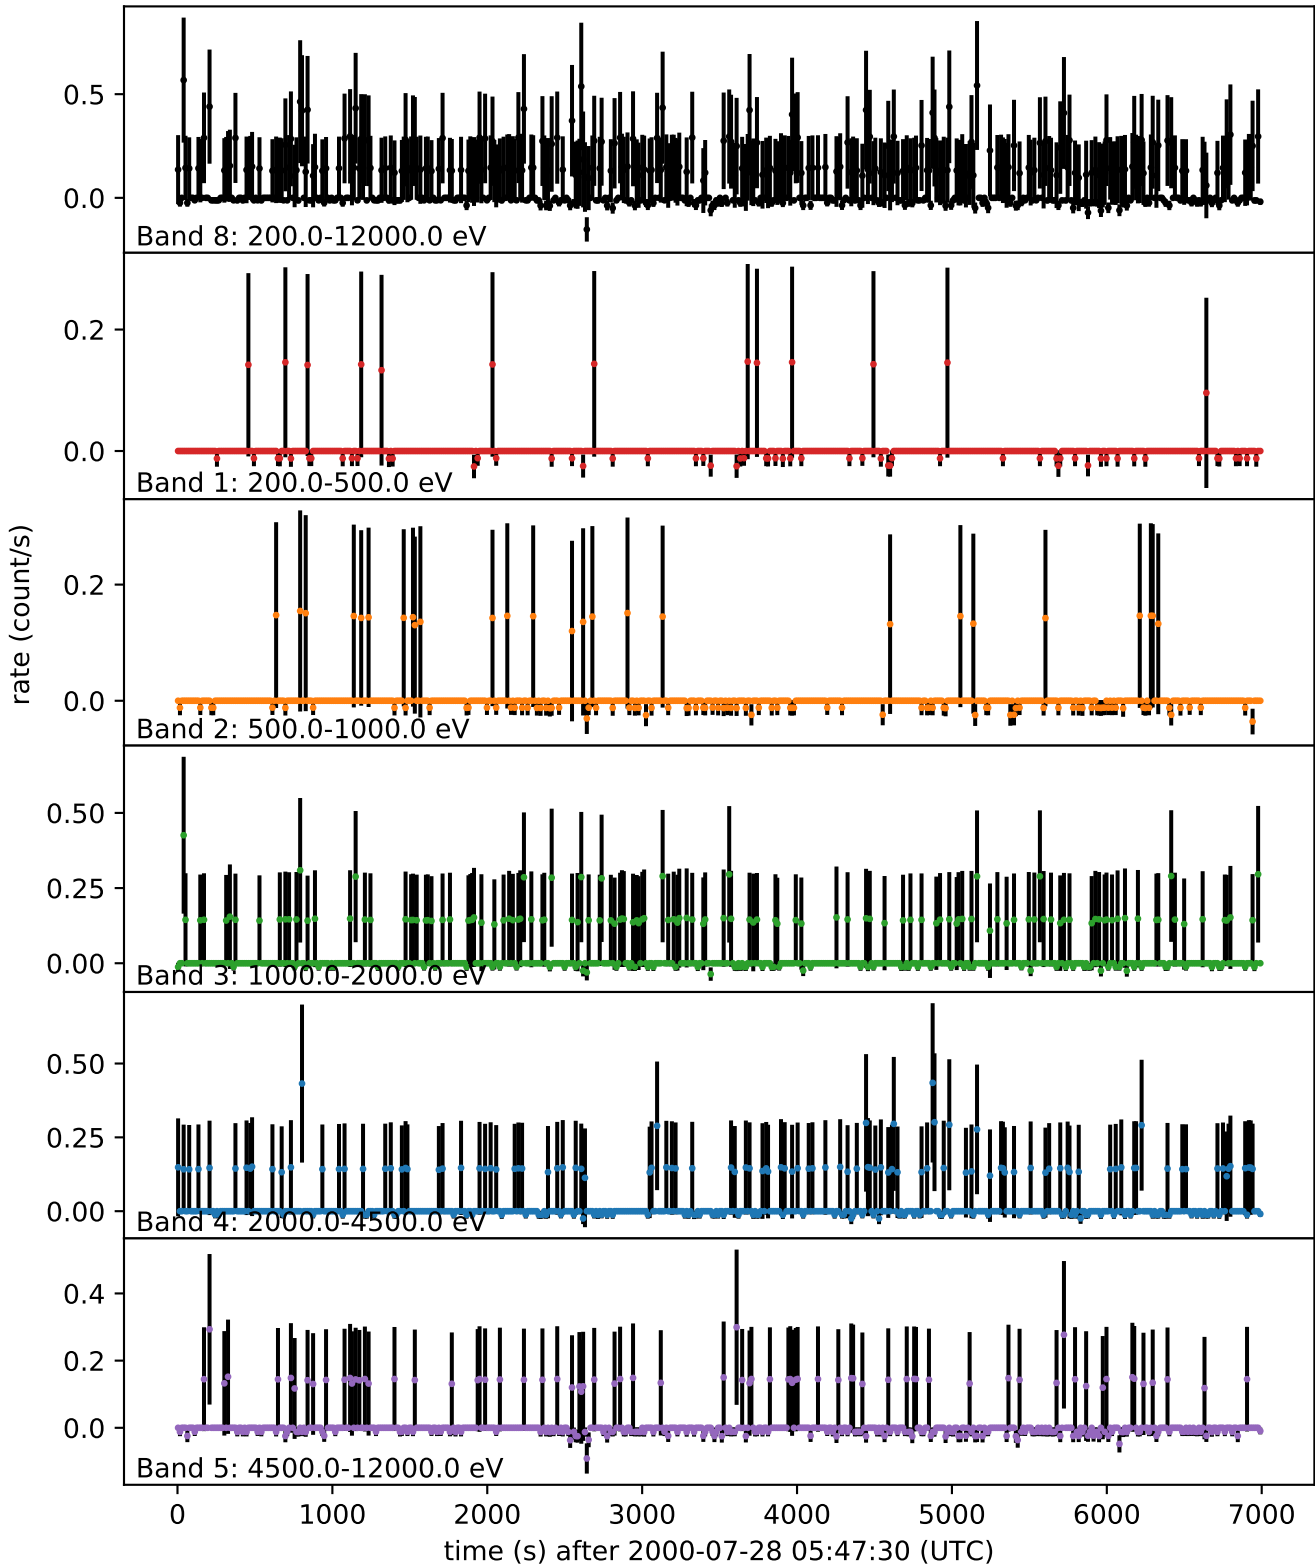 0.5
0.0
Band 8: 200.0-12000.0 eV
0.2
0.0
Band 1: 200.0-500.0 eV
rate (count/s)
0.2
0.0
Band 2: 500.0-1000.0 eV
0.50
0.25
0.00
Band 3: 1000.0-2000.0 eV
0.50
0.25
0.00
Band 4: 2000.0-4500.0 eV
0.4
0.2
0.0
Band 5: 4500.0-12000.0 eV
0 1000 2000 3000 4000 5000 6000 7000
time (s) after 2000-07-28 05:47:30 (UTC)